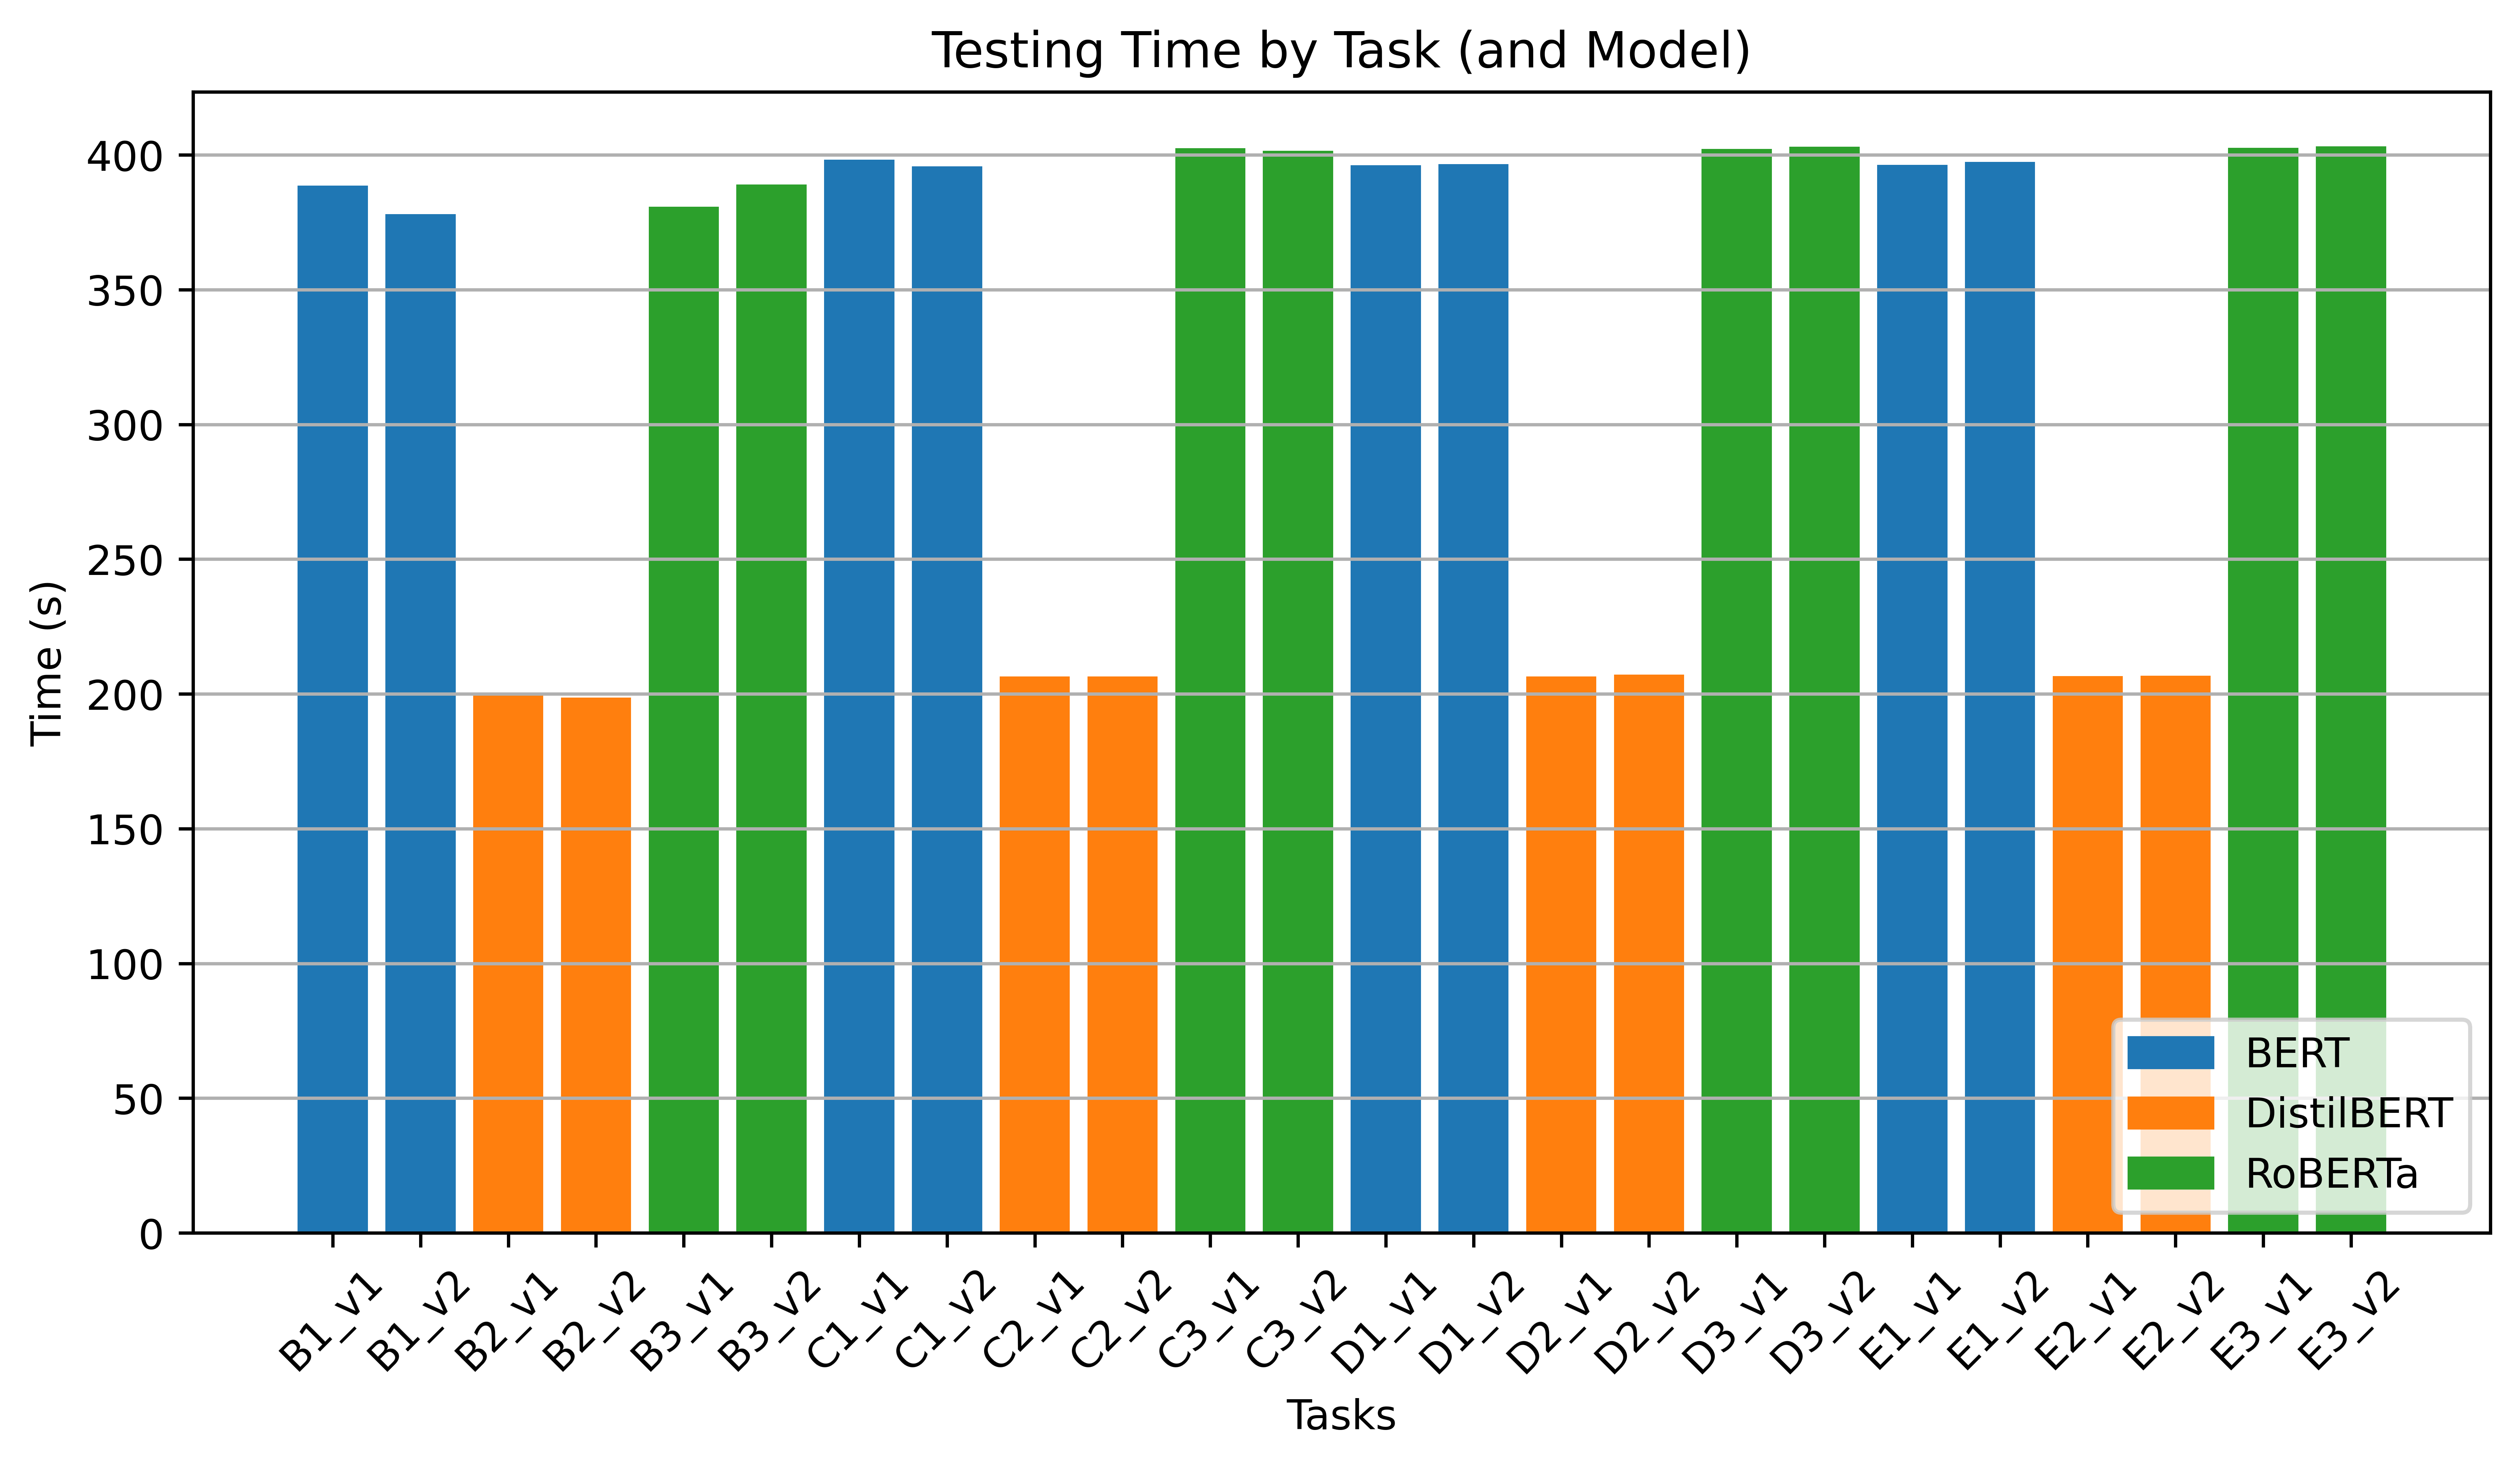 Testing Time by Task (and Model)
Time (s)
400
350
300
250
200
150
100
50
0
BERT
DistilBERT
RoBERTa
B1_V1
B1_V2
B2_V1
B2_V2
B3_V1
B3_V2
C1_V1
C1_V2
C2_V1
C2_V2
C3_V1
C3_V2
D1_V1
D1_V2
D2_V1
D2_V2
D3_V1
D3_V2
E1_V1
E1_V2
E2_V1
E2_V2
E3_V1
E3_V2
Tasks